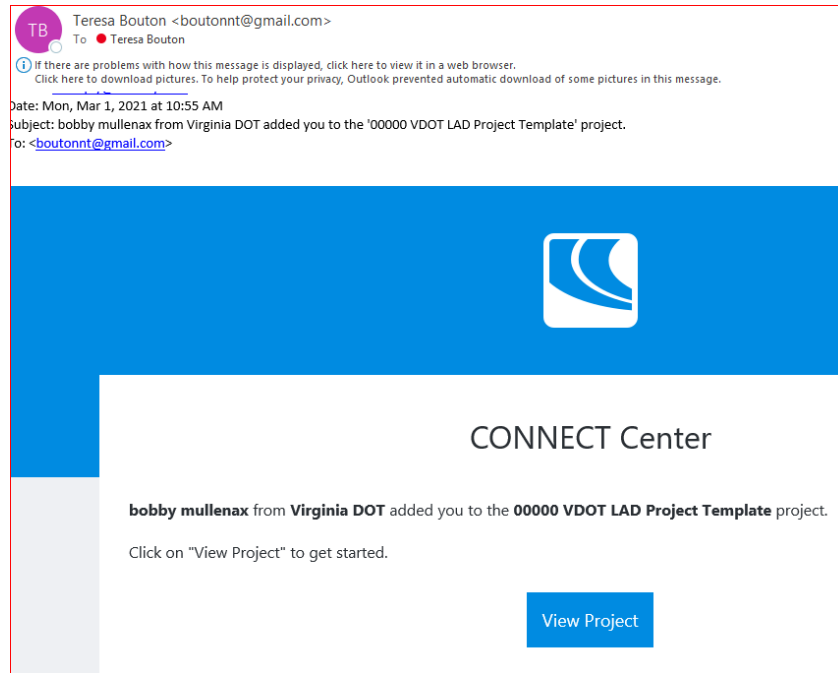 TB
Teresa Bouton <boutonnt@gmail.com>
To Teresa Bouton
If there are problems with how this message is displayed, click here to view it in a web browser.
Click here to download pictures. To help protect your privacy, Outlook prevented automatic download of some pictures in this message.
Date: Mon, Mar 1, 2021 at 10:55 AM
Subject: bobby mullenax from Virginia DOT added you to the '00000 VDOT LAD Project Template' project.
To: <boutonnt@gmail.com>
CONNECT Center
bobby mullenax from Virginia DOT added you to the 00000 VDOT LAD Project Template project.
Click on "View Project" to get started.
View Project